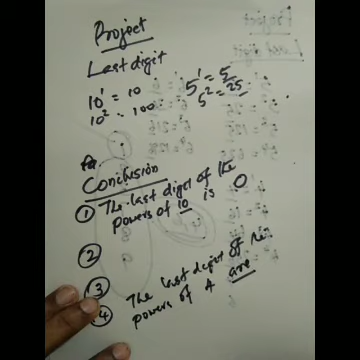 Project
Last digit
10¹ = 10
10² = 100
5¹ = 5
5² = 25
Conclusion
① The last digit of the
powers of 10 is 0
②
③
④ The last digit of the
powers of 4 are